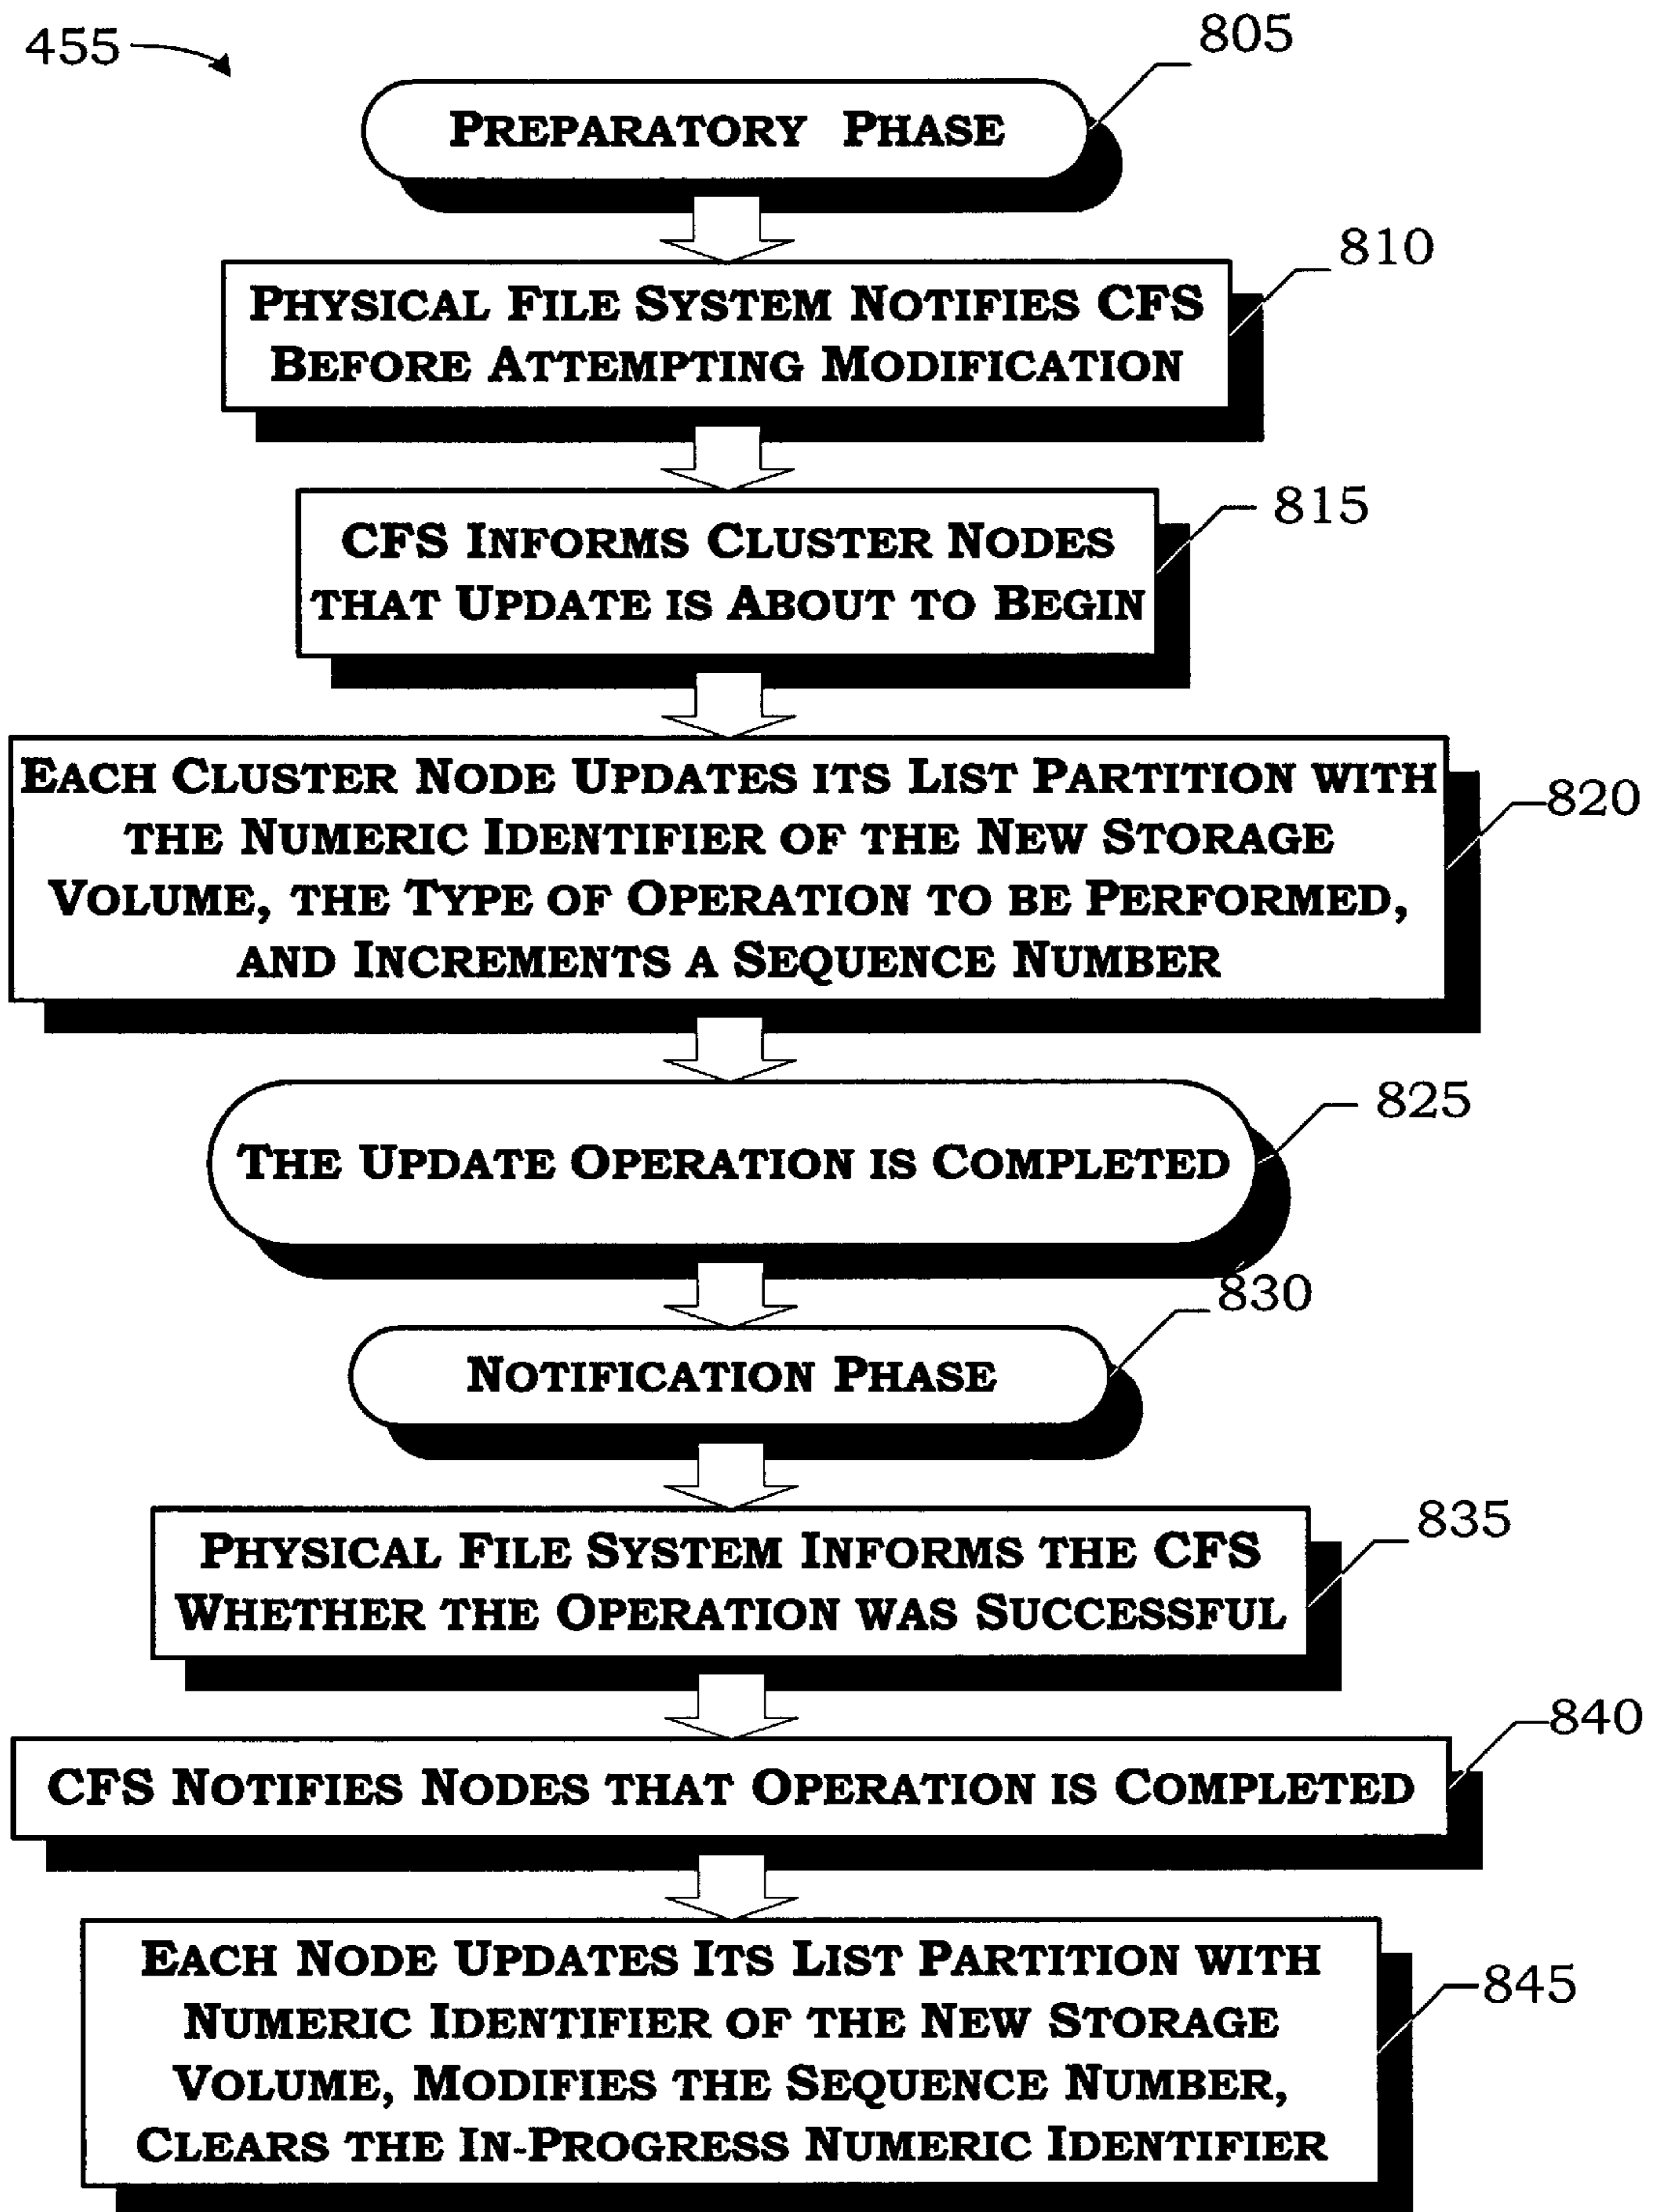 455
805
PREPARATORY PHASE
810
PHYSICAL FILE SYSTEM NOTIFIES CFS
BEFORE ATTEMPTING MODIFICATION
815
CFS INFORMS CLUSTER NODES
THAT UPDATE IS ABOUT TO BEGIN
820
EACH CLUSTER NODE UPDATES ITS LIST PARTITION WITH
THE NUMERIC IDENTIFIER OF THE NEW STORAGE
VOLUME, THE TYPE OF OPERATION TO BE PERFORMED,
AND INCREMENTS A SEQUENCE NUMBER
825
THE UPDATE OPERATION IS COMPLETED
830
NOTIFICATION PHASE
835
PHYSICAL FILE SYSTEM INFORMS THE CFS
WHETHER THE OPERATION WAS SUCCESSFUL
840
CFS NOTIFIES NODES THAT OPERATION IS COMPLETED
845
EACH NODE UPDATES ITS LIST PARTITION WITH
NUMERIC IDENTIFIER OF THE NEW STORAGE
VOLUME, MODIFIES THE SEQUENCE NUMBER,
CLEARS THE IN-PROGRESS NUMERIC IDENTIFIER